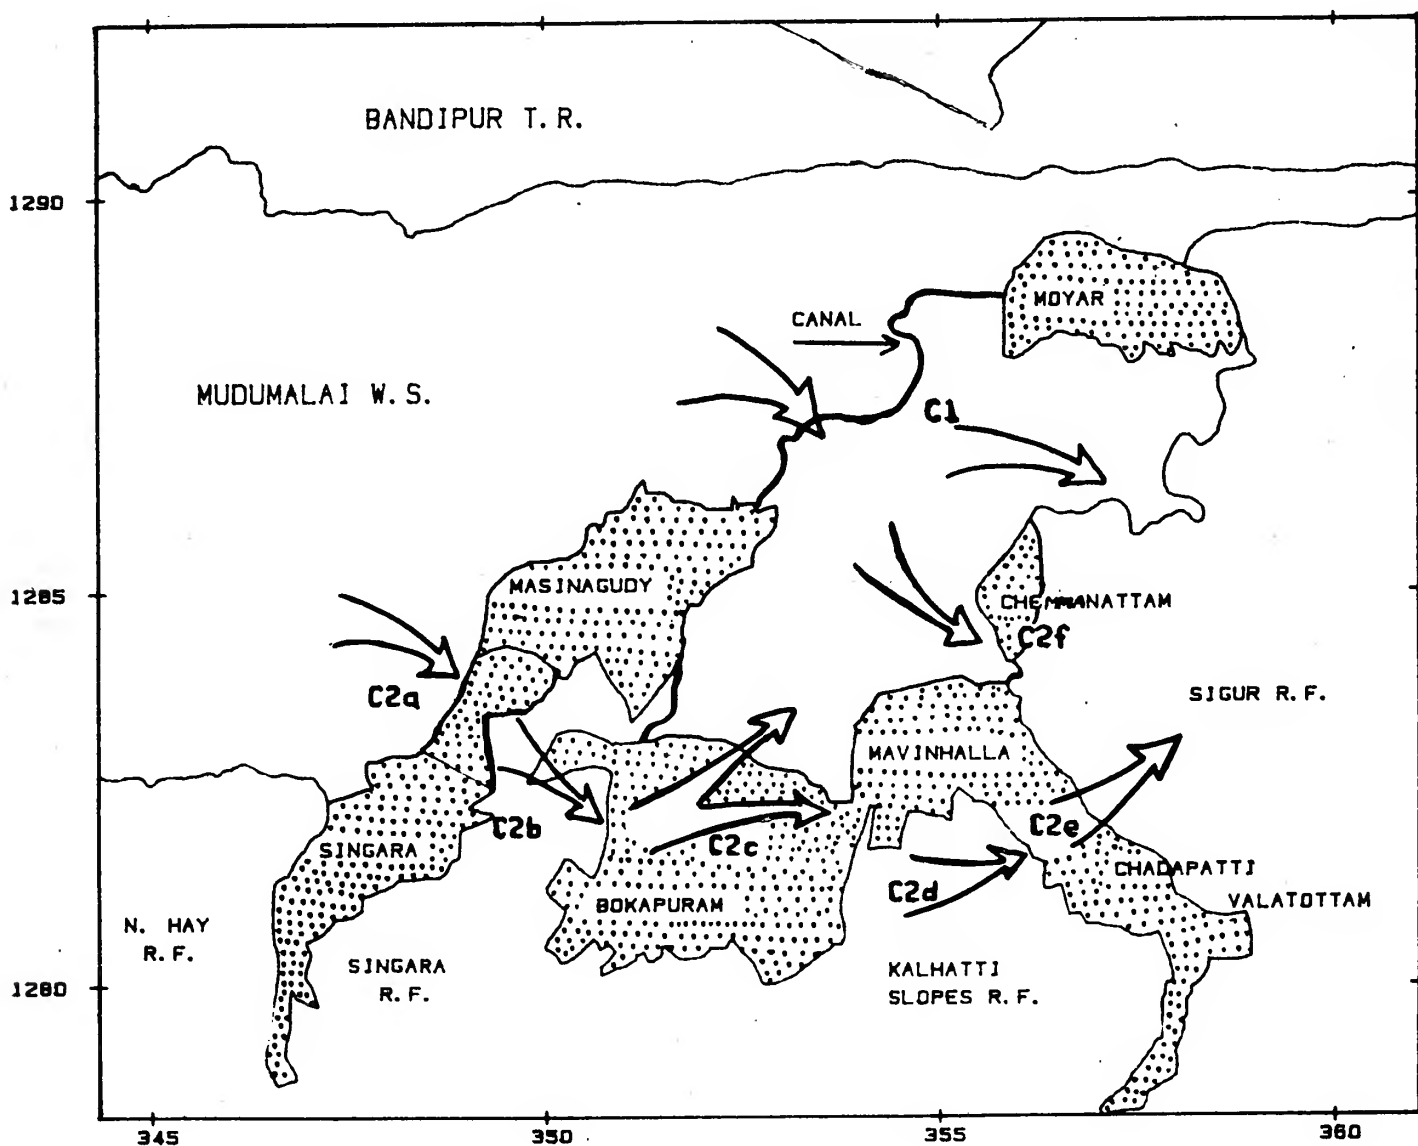 BANDIPUR T.R.
1290
MOYAR
CANAL
MUDUMALAI W.S.
C1
MASINAGUDY
1285
CHEMMANATTAM
C2f
C2a
SIGUR R.F.
MAVINHALLA
C2b
C2e
SINGARA
C2c
CHADAPATTI
C2d
BOKAPURAM
VALATOTTAM
N. HAY
R.F.
SINGARA
R.F.
KALHATTI
SLOPES R.F.
1280
345
350
355
360